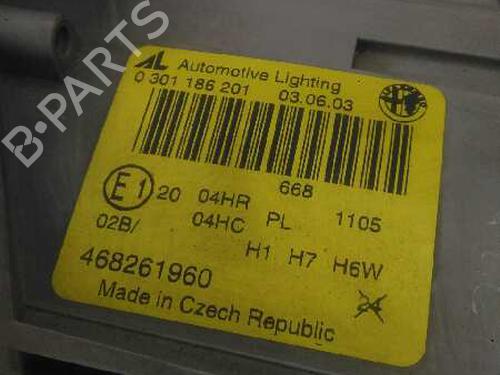 AL Automotive Lighting
0 301 186 201 03.06.03
668
E1 20 04HR PL 1105
02B/ 04HC
H1 H7 H6W
468261960
Made in Czech Republic
B-PARTS